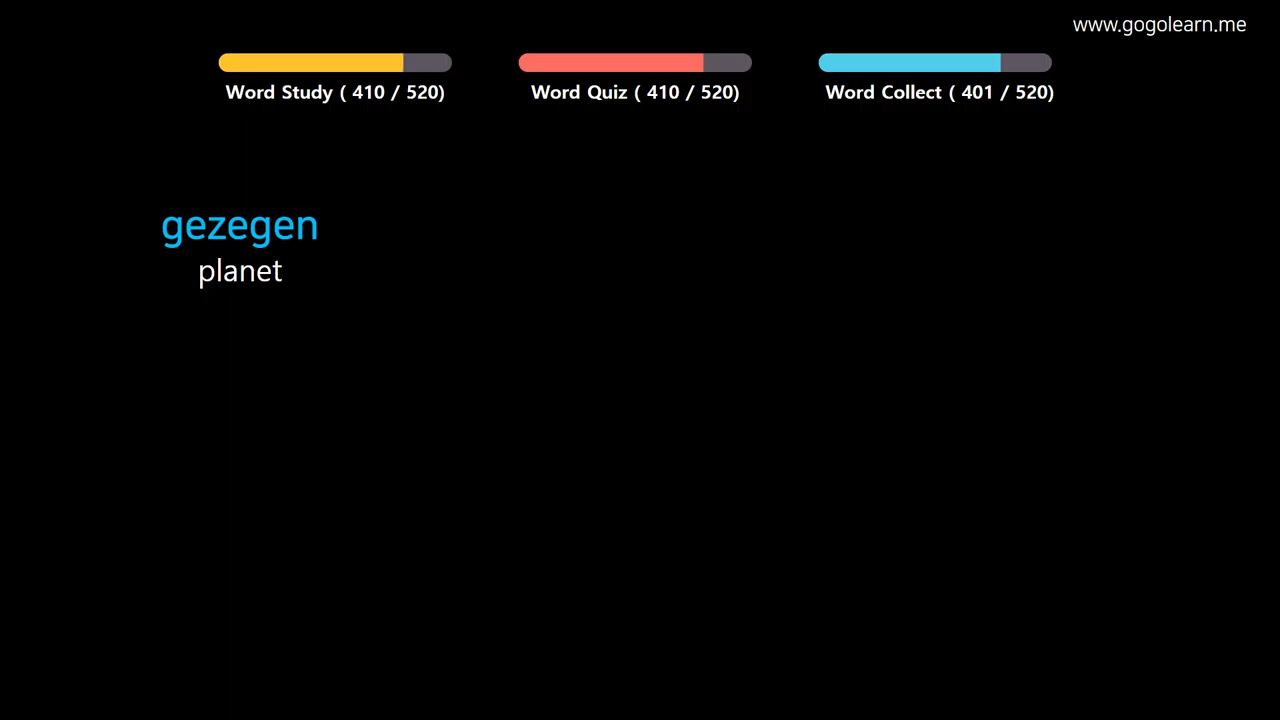 www.gogolearn.me
Word Study ( 410 / 520)
Word Quiz ( 410 / 520)
Word Collect ( 401 / 520)
gezegen
planet